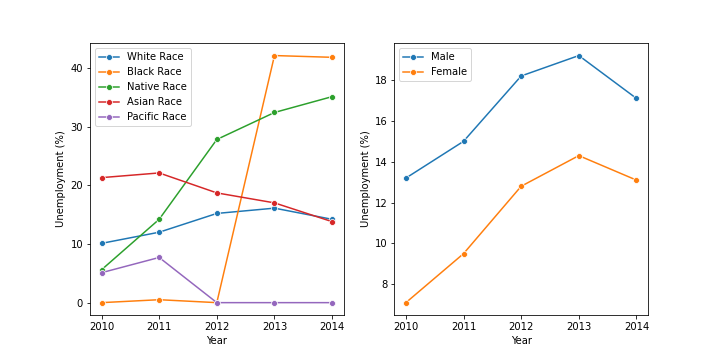 White Race
Black Race
Native Race
Asian Race
Pacific Race
Unemployment (%)
40
30
20
10
0
2010 2011 2012 2013 2014
Year
Male
Female
Unemployment (%)
18
16
14
12
10
8
2010 2011 2012 2013 2014
Year